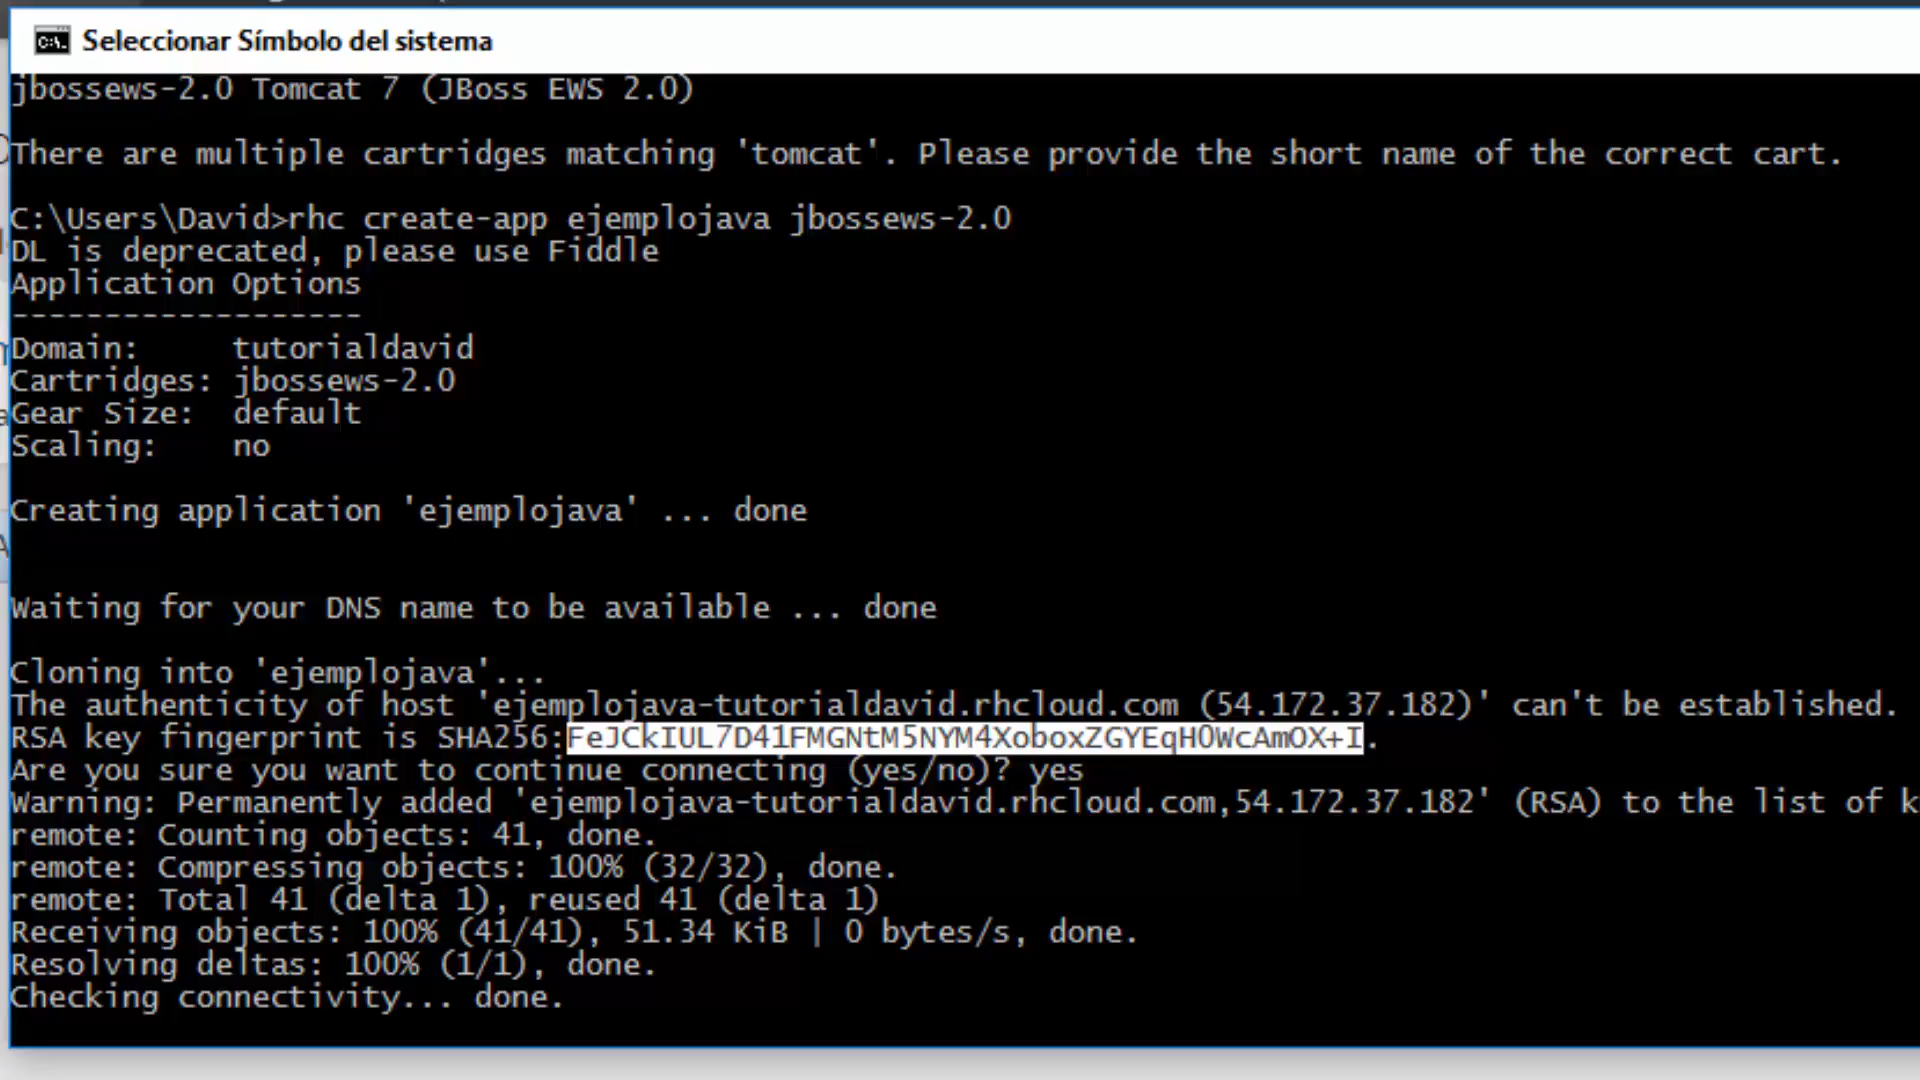 Seleccionar Símbolo del sistema
jbossews-2.0 Tomcat 7 (JBoss EWS 2.0)
There are multiple cartridges matching 'tomcat'. Please provide the short name of the correct cart.
C:\Users\David>rhc create-app ejemplojava jbossews-2.0
DL is deprecated, please use Fiddle
Application Options
-------------------
Domain: tutorialdavid
Cartridges: jbossews-2.0
Gear Size: default
Scaling: no
Creating application 'ejemplojava' ... done
Waiting for your DNS name to be available ... done
Cloning into 'ejemplojava'...
The authenticity of host 'ejemplojava-tutorialdavid.rhcloud.com (54.172.37.182)' can't be established.
RSA key fingerprint is SHA256:FeJCkIUL7D41FMGNtM5NYM4XoboxZGYEqHOWcAmOX+I.
Are you sure you want to continue connecting (yes/no)? yes
Warning: Permanently added 'ejemplojava-tutorialdavid.rhcloud.com,54.172.37.182' (RSA) to the list of k
remote: Counting objects: 41, done.
remote: Compressing objects: 100% (32/32), done.
remote: Total 41 (delta 1), reused 41 (delta 1)
Receiving objects: 100% (41/41), 51.34 KiB | 0 bytes/s, done.
Resolving deltas: 100% (1/1), done.
Checking connectivity... done.